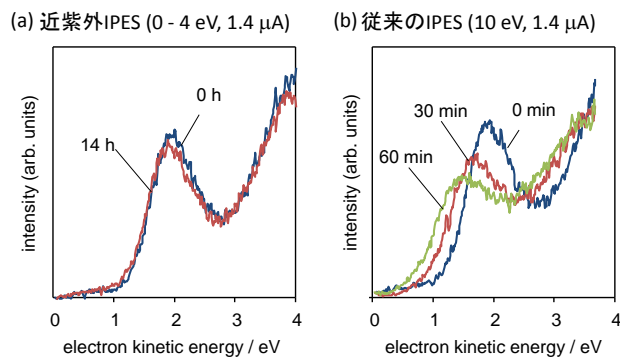 (a) 近紫外IPES (0 - 4 eV, 1.4 μA)
intensity (arb. units)
0 h
14 h
0
1
2
3
4
electron kinetic energy / eV
(b) 従来のIPES (10 eV, 1.4 μA)
intensity (arb. units)
30 min
0 min
60 min
0
1
2
3
4
electron kinetic energy / eV